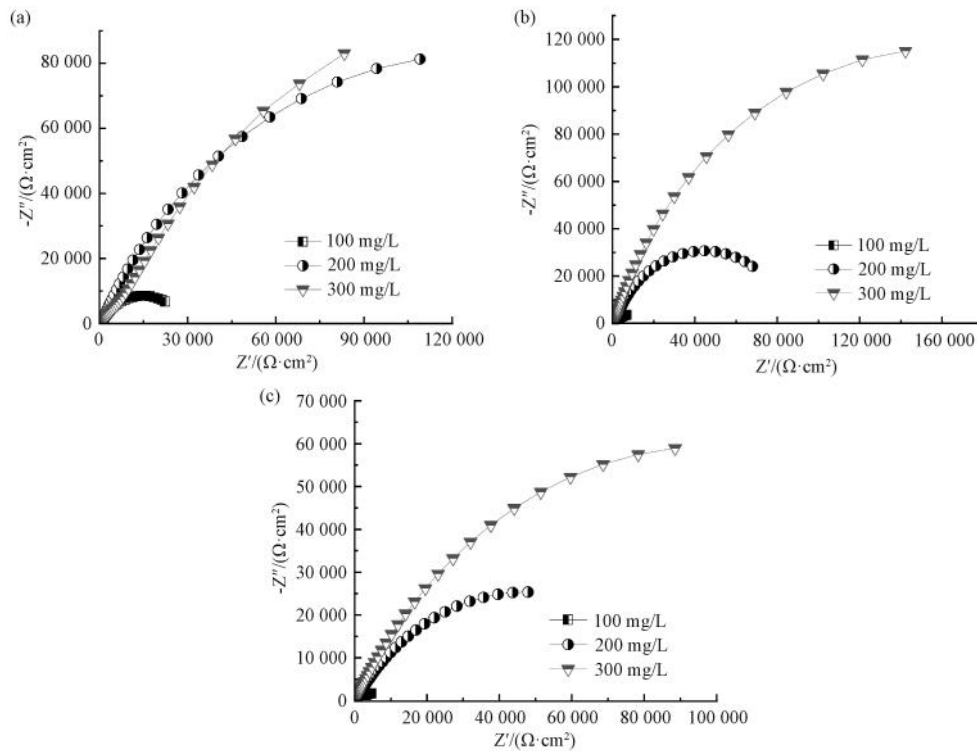 (a)
80 000
60 000
40 000
20 000
0
-Z″/(Ω·cm²)
100 mg/L
200 mg/L
300 mg/L
0
30 000
60 000
90 000
120 000
Z′/(Ω·cm²)
(b)
120 000
100 000
80 000
60 000
40 000
20 000
0
-Z″/(Ω·cm²)
100 mg/L
200 mg/L
300 mg/L
0
40 000
80 000
120 000
160 000
Z′/(Ω·cm²)
(c)
70 000
60 000
50 000
40 000
30 000
20 000
10 000
0
-Z″/(Ω·cm²)
100 mg/L
200 mg/L
300 mg/L
0
20 000
40 000
60 000
80 000
100 000
Z′/(Ω·cm²)